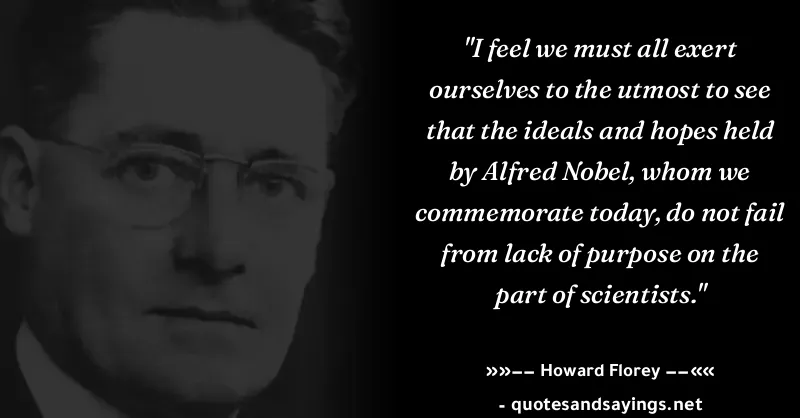 "I feel we must all exert
ourselves to the utmost to see
that the ideals and hopes held
by Alfred Nobel, whom we
commemorate today, do not fail
from lack of purpose on the
part of scientists."
»»−− Howard Florey −−««
- quotesandsayings.net